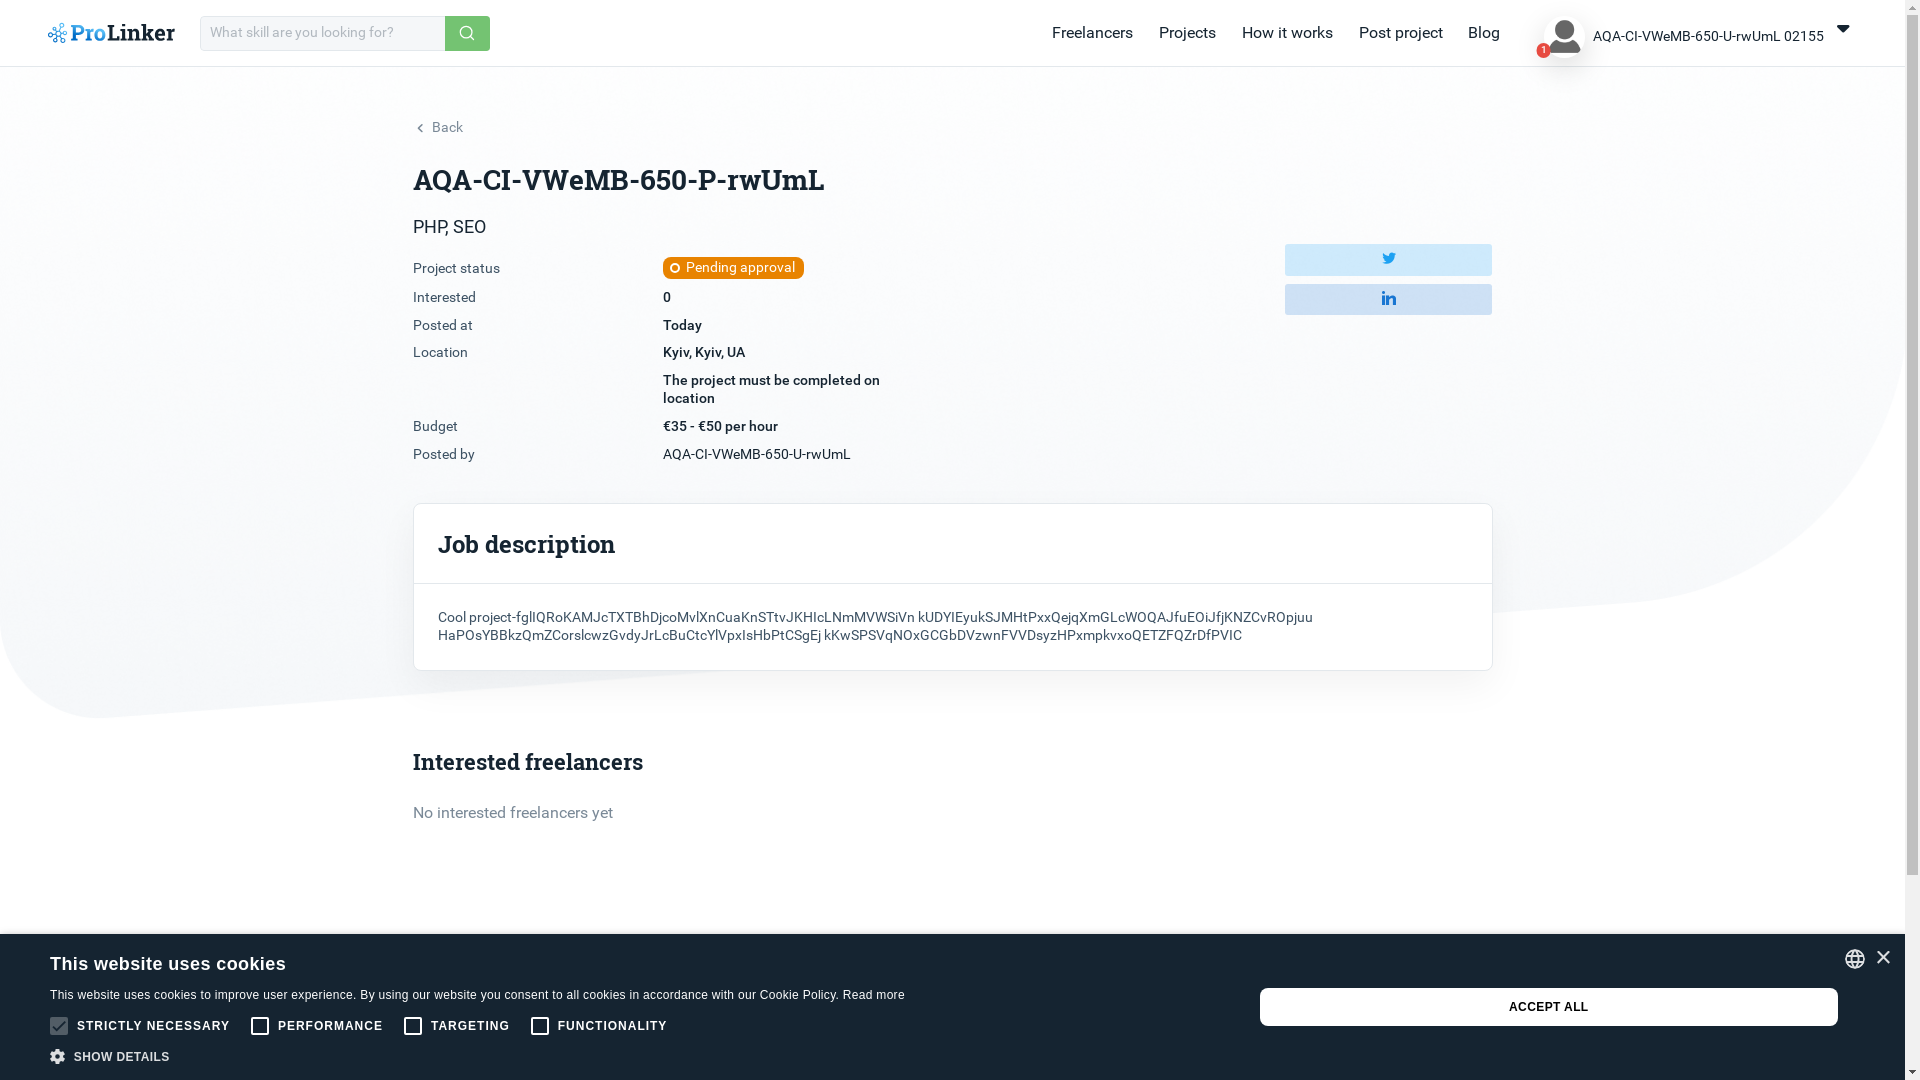 ProLinker
What skill are you looking for?
Freelancers
Projects
How it works
Post project
Blog
1
AQA-CI-VWeMB-650-U-rwUmL 02155
Back
AQA-CI-VWeMB-650-P-rwUmL
PHP, SEO
Project status
Pending approval
Interested
0
Posted at
Today
Location
Kyiv, Kyiv, UA
The project must be completed on
location
Budget
€35 - €50 per hour
Posted by
AQA-CI-VWeMB-650-U-rwUmL
Job description
Cool project-fglIQRoKAMJcTXTBhDjcoMvlXnCuaKnSTtvJKHIcLNmMVWSiVn kUDYIEyukSJMHtPxxQejqXmGLcWOQAJfuEOiJfjKNZCvROpjuu
HaPOsYBBkzQmZCorslcwzGvdyJrLcBuCtcYlVpxIsHbPtCSgEj kKwSPSVqNOxGCGbDVzwnFVVDsyzHPxmpkvxoQETZFQZrDfPVIC
Interested freelancers
No interested freelancers yet
This website uses cookies
This website uses cookies to improve user experience. By using our website you consent to all cookies in accordance with our Cookie Policy. Read more
STRICTLY NECESSARY
PERFORMANCE
TARGETING
FUNCTIONALITY
SHOW DETAILS
ACCEPT ALL